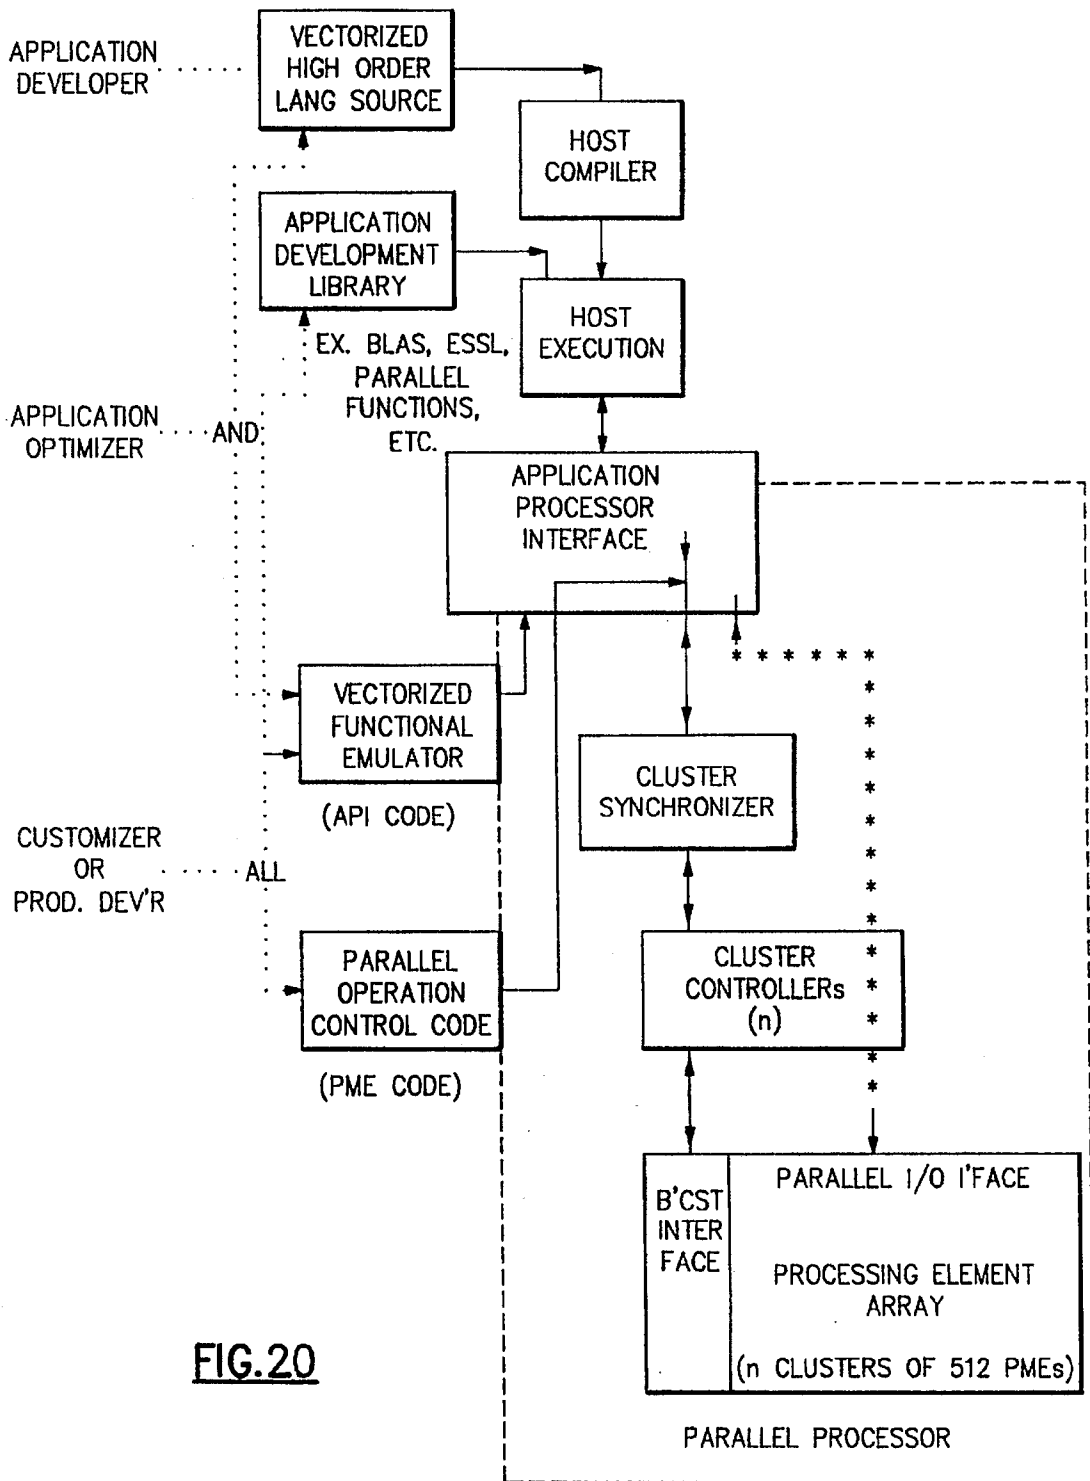 APPLICATION
DEVELOPER
VECTORIZED
HIGH ORDER
LANG SOURCE
HOST
COMPILER
APPLICATION
DEVELOPMENT
LIBRARY
HOST
EXECUTION
EX. BLAS, ESSL,
PARALLEL
FUNCTIONS,
ETC.
APPLICATION
OPTIMIZER
AND
APPLICATION
PROCESSOR
INTERFACE
* * * * * *
*
*
*
*
*
*
*
*
*
*
*
*
*
*
VECTORIZED
FUNCTIONAL
EMULATOR
(API CODE)
CLUSTER
SYNCHRONIZER
CUSTOMIZER
OR
PROD. DEV'R
ALL
PARALLEL
OPERATION
CONTROL CODE
(PME CODE)
CLUSTER
CONTROLLERs
(n)
B'CST
INTER
FACE
PARALLEL I/O I'FACE
PROCESSING ELEMENT
ARRAY
(n CLUSTERS OF 512 PMEs)
PARALLEL PROCESSOR
FIG.20